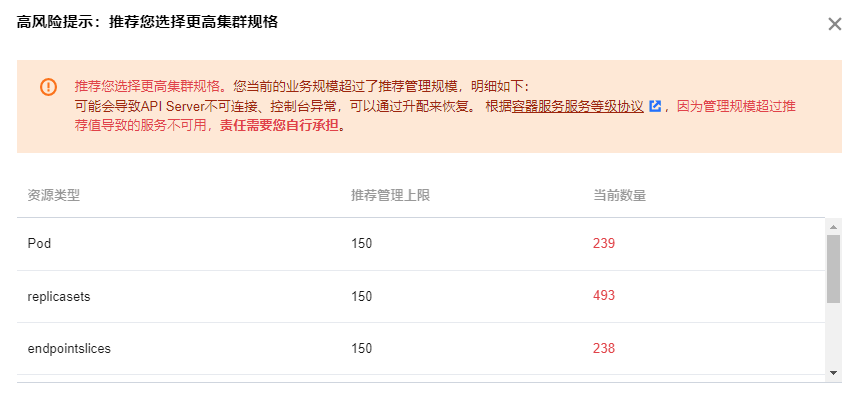 高风险提示：推荐您选择更高集群规格
推荐您选择更高集群规格。您当前的业务规模超过了推荐管理规模，明细如下：
可能会导致API Server不可连接、控制台异常，可以通过升配来恢复。 根据容器服务服务等级协议 ，因为管理规模超过推
荐值导致的服务不可用，责任需要您自行承担。
资源类型 推荐管理上限 当前数量
Pod 150 239
replicasets 150 493
endpointslices 150 238